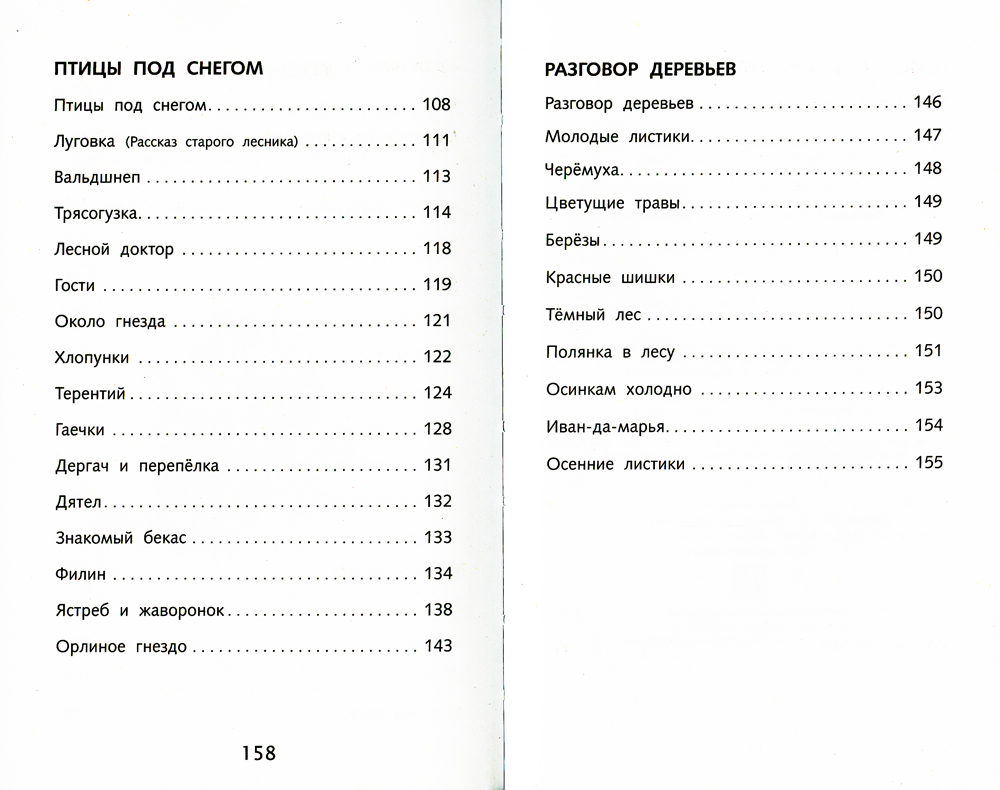 ПТИЦЫ ПОД СНЕГОМ
Птицы под снегом. . . . . . . . . . . . . . . . . . . . . . . . 108
Луговка (Рассказ старого лесника) . . . . . . . . . . . . . 111
Вальдшнеп . . . . . . . . . . . . . . . . . . . . . . . . . . . . . . . 113
Трясогузка. . . . . . . . . . . . . . . . . . . . . . . . . . . . . . . . 114
Лесной доктор . . . . . . . . . . . . . . . . . . . . . . . . . . . 118
Гости . . . . . . . . . . . . . . . . . . . . . . . . . . . . . . . . . . . . 119
Около гнезда . . . . . . . . . . . . . . . . . . . . . . . . . . . . 121
Хлопунки . . . . . . . . . . . . . . . . . . . . . . . . . . . . . . . . 122
Терентий . . . . . . . . . . . . . . . . . . . . . . . . . . . . . . . . . 124
Гаечки . . . . . . . . . . . . . . . . . . . . . . . . . . . . . . . . . . . 128
Дергач и перепёлка . . . . . . . . . . . . . . . . . . . . . . 131
Дятел. . . . . . . . . . . . . . . . . . . . . . . . . . . . . . . . . . . . 132
Знакомый бекас . . . . . . . . . . . . . . . . . . . . . . . . . . 133
Филин . . . . . . . . . . . . . . . . . . . . . . . . . . . . . . . . . . . 134
Ястреб и жаворонок. . . . . . . . . . . . . . . . . . . . . . 138
Орлиное гнездо . . . . . . . . . . . . . . . . . . . . . . . . . . 143
158
РАЗГОВОР ДЕРЕВЬЕВ
Разговор деревьев . . . . . . . . . . . . . . . . . . . . . . . . 146
Молодые листики. . . . . . . . . . . . . . . . . . . . . . . . . 147
Черёмуха. . . . . . . . . . . . . . . . . . . . . . . . . . . . . . . . . 148
Цветущие травы. . . . . . . . . . . . . . . . . . . . . . . . . . 149
Берёзы. . . . . . . . . . . . . . . . . . . . . . . . . . . . . . . . . . . 149
Красные шишки . . . . . . . . . . . . . . . . . . . . . . . . . . 150
Тёмный лес . . . . . . . . . . . . . . . . . . . . . . . . . . . . . . 150
Полянка в лесу . . . . . . . . . . . . . . . . . . . . . . . . . . 151
Осинкам холодно . . . . . . . . . . . . . . . . . . . . . . . . 153
Иван-да-марья. . . . . . . . . . . . . . . . . . . . . . . . . . . . 154
Осенние листики . . . . . . . . . . . . . . . . . . . . . . . . . 155